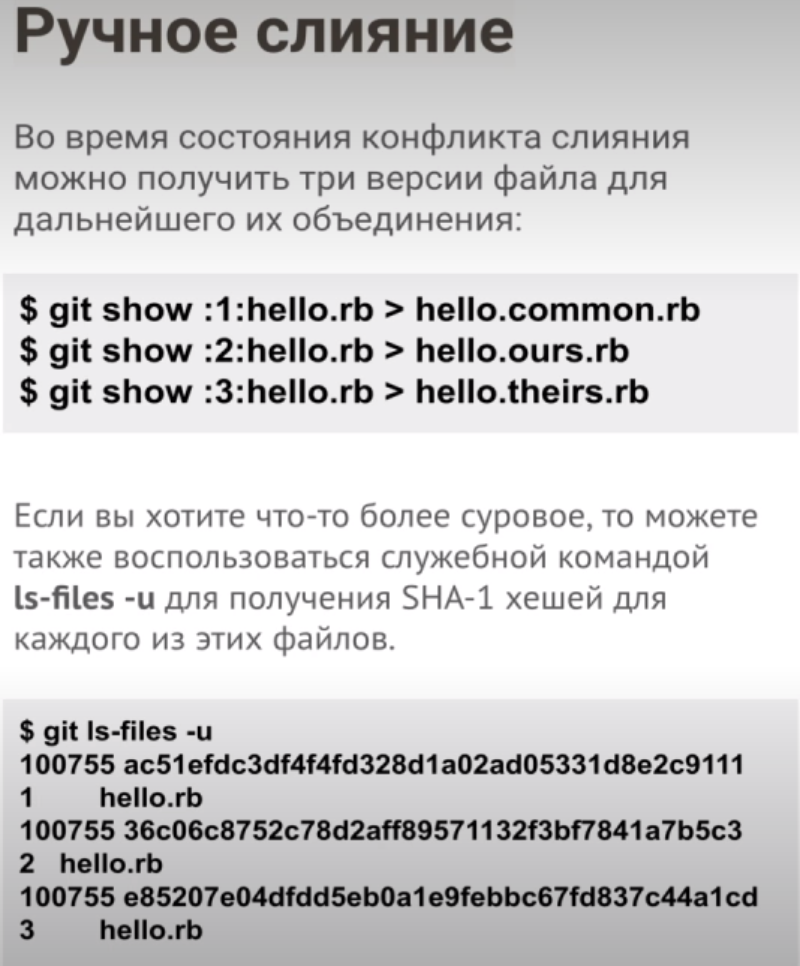 Ручное слияние
Во время состояния конфликта слияния
можно получить три версии файла для
дальнейшего их объединения:
$ git show :1:hello.rb > hello.common.rb
$ git show :2:hello.rb > hello.ours.rb
$ git show :3:hello.rb > hello.theirs.rb
Если вы хотите что-то более суровое, то можете
также воспользоваться служебной командой
ls-files -u для получения SHA-1 хешей для
каждого из этих файлов.
$ git ls-files -u
100755 ac51efdc3df4f4fd328d1a02ad05331d8e2c9111
1 hello.rb
100755 36c06c8752c78d2aff89571132f3bf7841a7b5c3
2 hello.rb
100755 e85207e04dfdd5eb0a1e9febbc67fd837c44a1cd
3 hello.rb